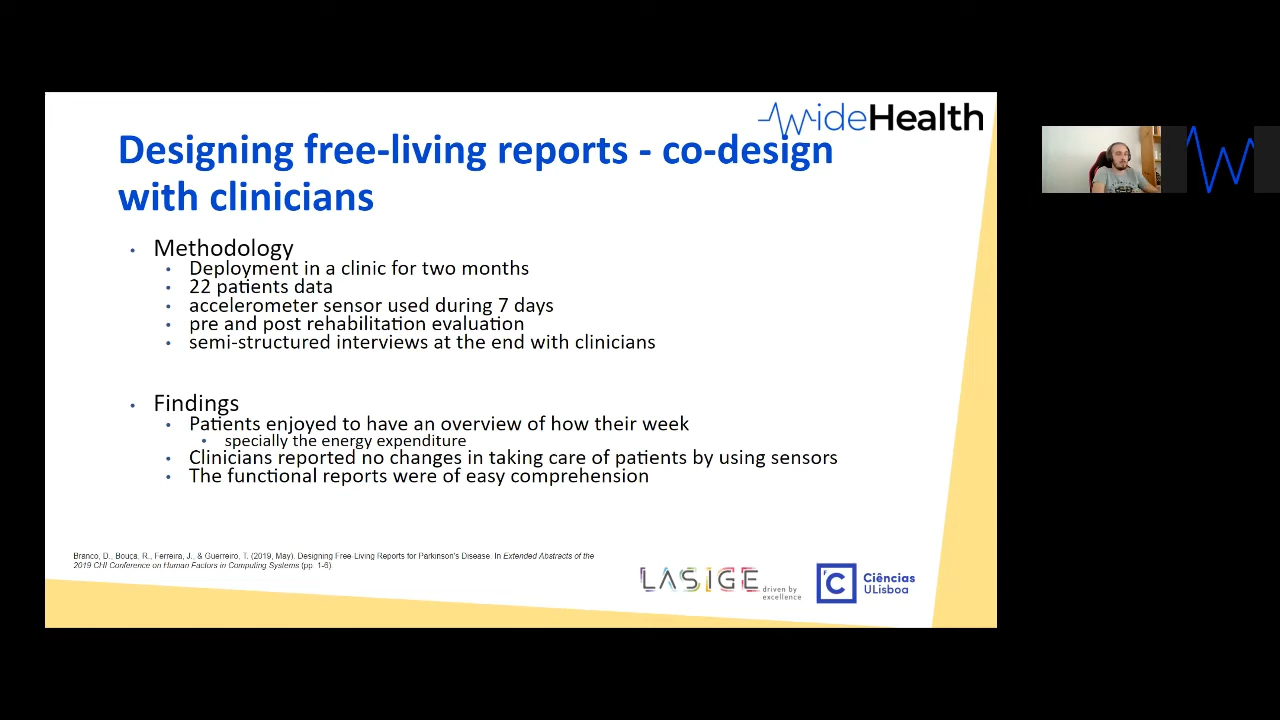 WideHealth
Designing free-living reports - co-design
with clinicians
• Methodology
• Deployment in a clinic for two months
• 22 patients data
• accelerometer sensor used during 7 days
• pre and post rehabilitation evaluation
• semi-structured interviews at the end with clinicians
• Findings
• Patients enjoyed to have an overview of how their week
• specially the energy expenditure
• Clinicians reported no changes in taking care of patients by using sensors
• The functional reports were of easy comprehension
Branco, D., Bouça, R., Ferreira, J., & Guerreiro, T. (2019, May). Designing Free-Living Reports for Parkinson's Disease. In Extended Abstracts of the
2019 CHI Conference on Human Factors in Computing Systems (pp. 1-6).
LASIGE
driven by
excellence
F
C
Ciências
ULisboa